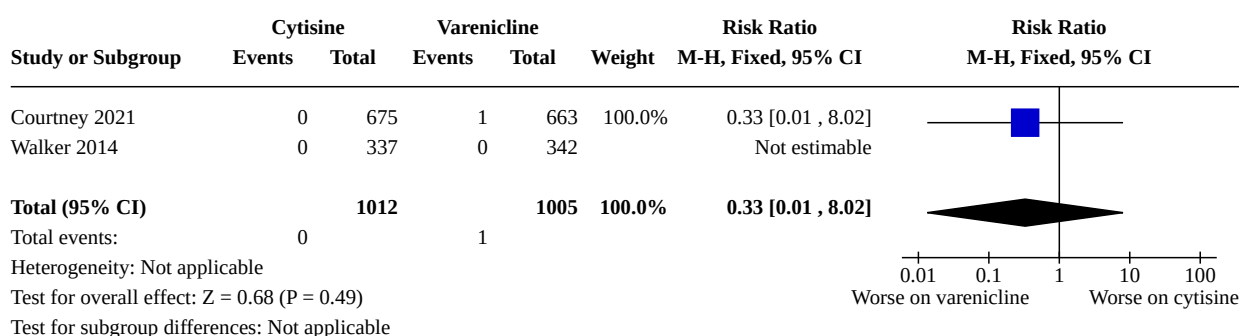 Cytisine Varenicline Risk Ratio Risk Ratio
Study or Subgroup Events Total Events Total Weight M-H, Fixed, 95% CI M-H, Fixed, 95% CI
Courtney 2021 0 675 1 663 100.0% 0.33 [0.01 , 8.02]
Walker 2014 0 337 0 342 Not estimable
Total (95% CI) 1012 1005 100.0% 0.33 [0.01 , 8.02]
Total events: 0 1
Heterogeneity: Not applicable
0.01 0.1 1 10 100
Test for overall effect: Z = 0.68 (P = 0.49)
Worse on varenicline Worse on cytisine
Test for subgroup differences: Not applicable